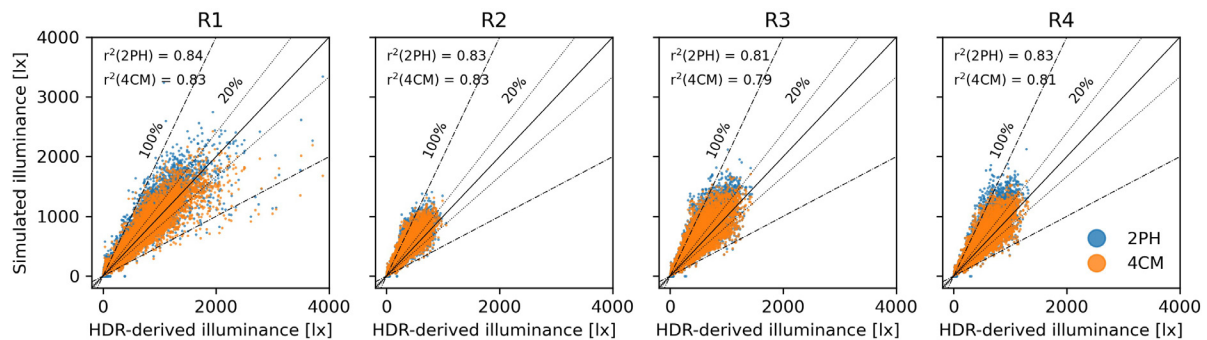 R1
R2
R3
R4
Simulated illuminance [lx]
4000
3000
2000
1000
0
r²(2PH) = 0.84
r²(4CM) = 0.83
100%
20%
r²(2PH) = 0.83
r²(4CM) = 0.83
100%
20%
r²(2PH) = 0.81
r²(4CM) = 0.79
100%
20%
r²(2PH) = 0.83
r²(4CM) = 0.81
100%
20%
2PH
4CM
0 2000 4000
0 2000 4000
0 2000 4000
0 2000 4000
HDR-derived illuminance [lx]
HDR-derived illuminance [lx]
HDR-derived illuminance [lx]
HDR-derived illuminance [lx]